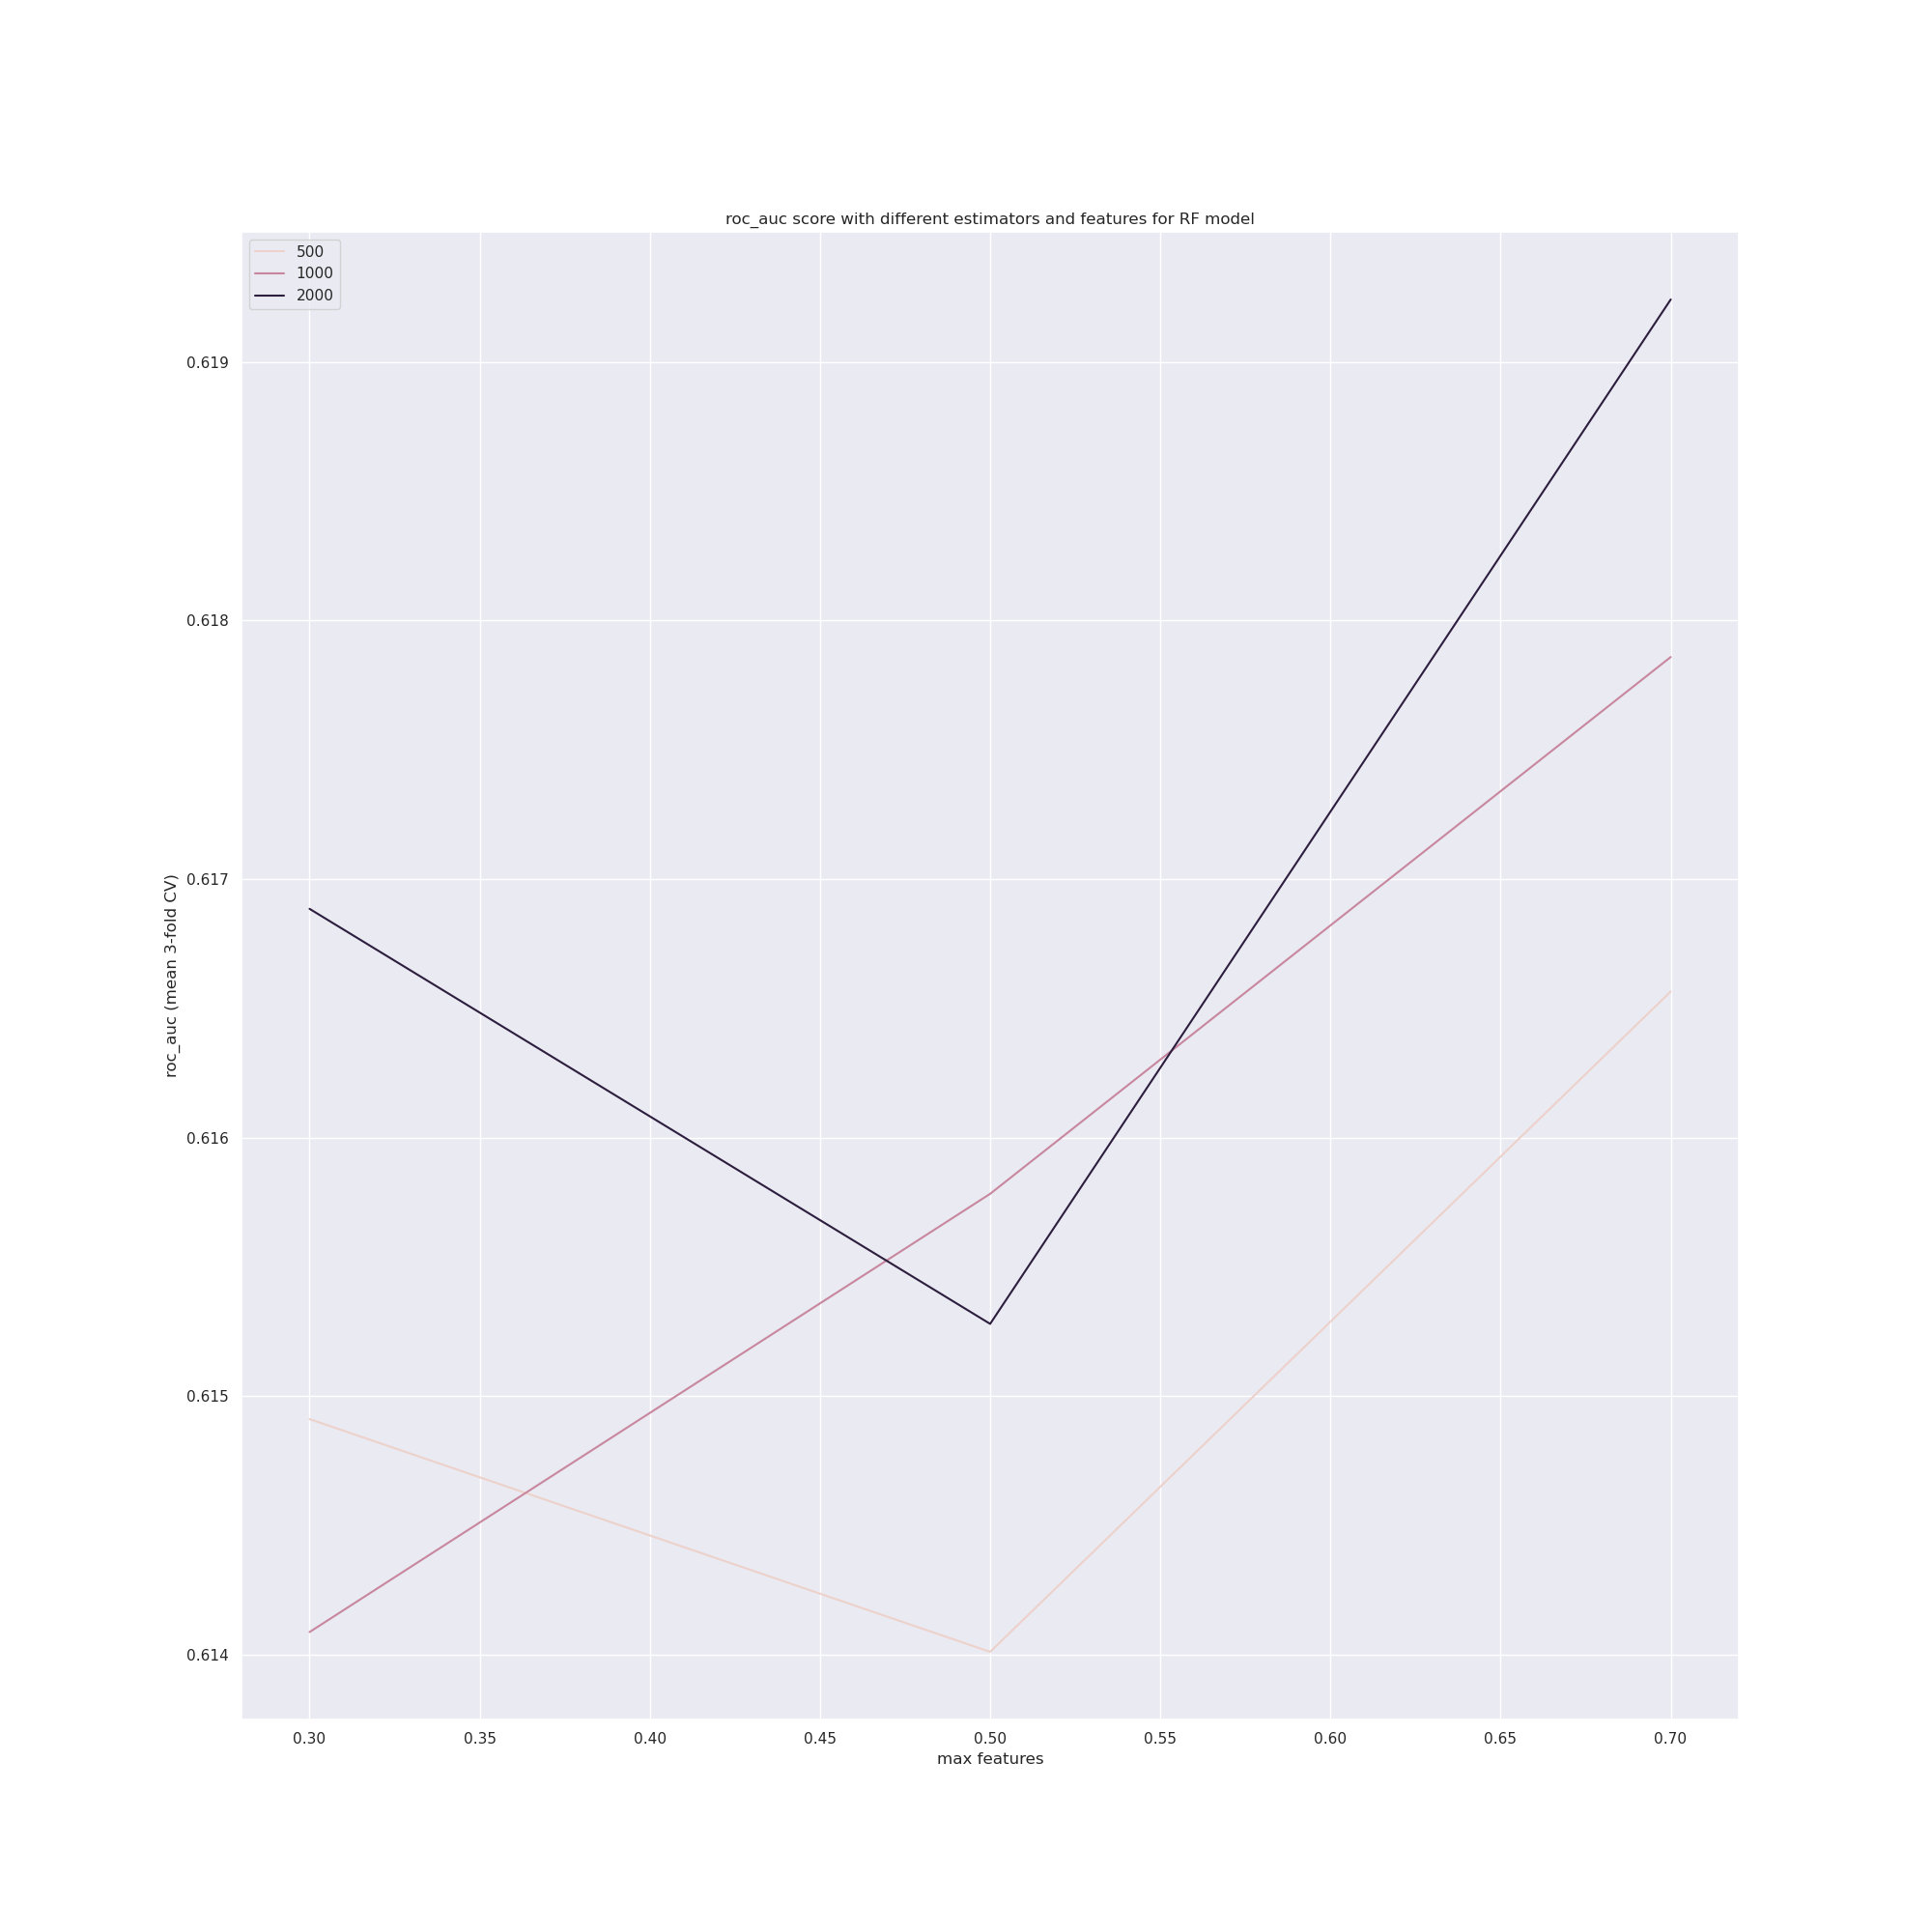 roc_auc score with different estimators and features for RF model
500
1000
2000
0.619
0.618
0.617
0.616
0.615
0.614
roc_auc (mean 3-fold CV)
0.30 0.35 0.40 0.45 0.50 0.55 0.60 0.65 0.70
max features